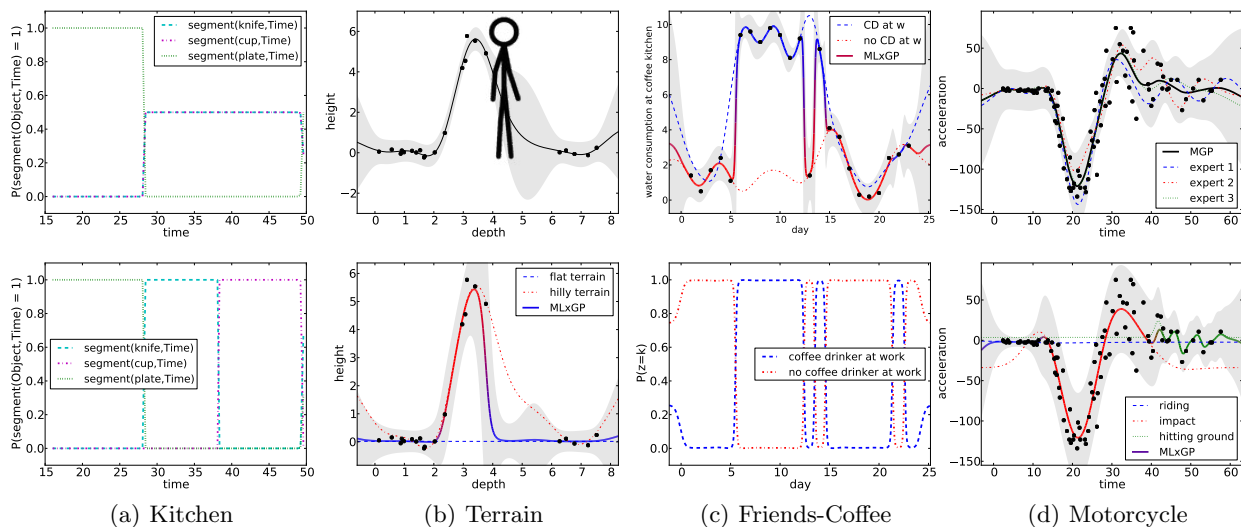 P(segment(Object,Time) = 1)
1.0
0.8
0.6
0.4
0.2
0.0
segment(knife,Time)
segment(cup,Time)
segment(plate,Time)
15 20 25 30 35 40 45 50
time
height
6
4
2
0
−2
0 1 2 3 4 5 6 7 8
depth
water consumption at coffee kitchen
10
8
6
4
2
0
CD at w
no CD at w
MLxGP
0 5 10 15 20 25
day
acceleration
50
0
−50
−100
−150
MGP
expert 1
expert 2
expert 3
0 10 20 30 40 50 60
time
P(segment(Object,Time) = 1)
1.0
0.8
0.6
0.4
0.2
0.0
segment(knife,Time)
segment(cup,Time)
segment(plate,Time)
15 20 25 30 35 40 45 50
time
height
6
5
4
3
2
1
0
flat terrain
hilly terrain
MLxGP
0 1 2 3 4 5 6 7 8
depth
P(z=k)
1.0
0.8
0.6
0.4
0.2
0.0
coffee drinker at work
no coffee drinker at work
0 5 10 15 20 25
day
acceleration
50
0
−50
−100
−150
riding
impact
hitting ground
MLxGP
0 10 20 30 40 50 60
time
(a) Kitchen
(b) Terrain
(c) Friends-Coffee
(d) Motorcycle